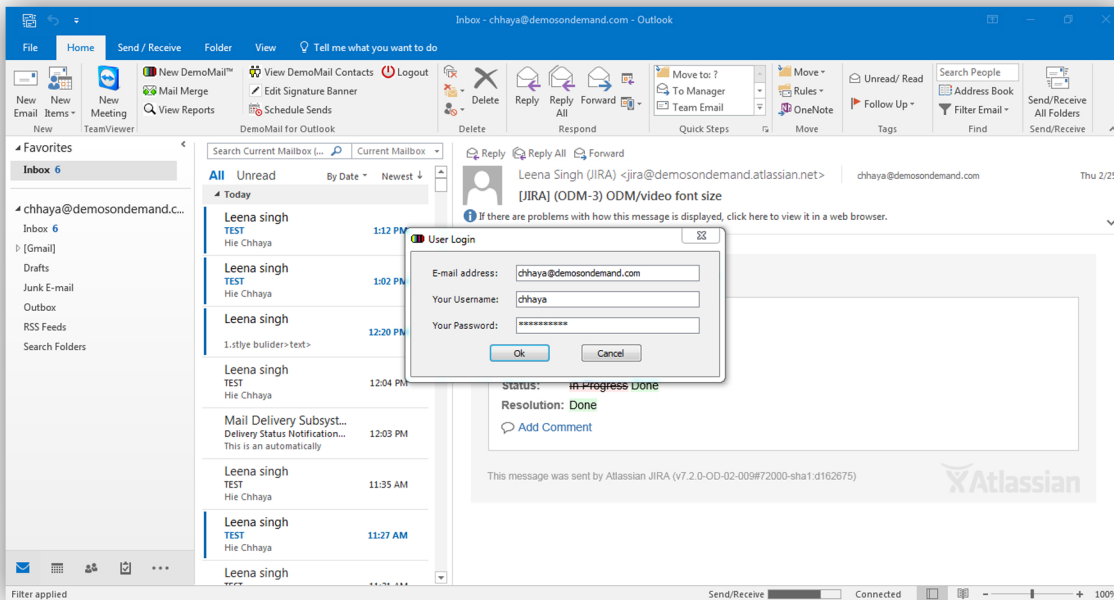 Inbox - chhaya@demosondemand.com - Outlook
File Home Send / Receive Folder View Tell me what you want to do
New Email
New Items
New
New Meeting
TeamViewer
New DemoMail™ View DemoMail Contacts Logout
Mail Merge Edit Signature Banner
View Reports Schedule Sends
DemoMail for Outlook
Delete
Delete
Reply Reply All Forward
Respond
Move to: ?
To Manager
Team Email
Quick Steps
Move
Rules
OneNote
Move
Unread/ Read
Follow Up
Tags
Search People
Address Book
Filter Email
Find
Send/Receive All Folders
Send/Receive
Favorites
Inbox 6
chhaya@demosondemand.c...
Inbox 6
[Gmail]
Drafts
Junk E-mail
Outbox
RSS Feeds
Search Folders
Search Current Mailbox (... Current Mailbox
All Unread By Date Newest
Today
Leena singh
TEST 1:12 PM
Hie Chhaya
Leena singh
TEST 1:02 PM
Hie Chhaya
Leena singh
12:20 PM
1.stlye bulider>text>
Leena singh
TEST 12:04 PM
Hie Chhaya
Mail Delivery Subsyst...
Delivery Status Notification... 12:03 PM
This is an automatically
Leena singh
TEST 11:35 AM
Hie Chhaya
Leena singh
TEST 11:27 AM
Hie Chhaya
Leena singh
TEST 11:21 AM
Reply Reply All Forward
Leena Singh (JIRA) <jira@demosondemand.atlassian.net> chhaya@demosondemand.com Thu 2/25
[JIRA] (ODM-3) ODM/video font size
If there are problems with how this message is displayed, click here to view it in a web browser.
User Login
E-mail address: chhaya@demosondemand.com
Your Username: chhaya
Your Password: **********
Ok Cancel
Status: In Progress Done
Resolution: Done
Add Comment
This message was sent by Atlassian JIRA (v7.2.0-OD-02-009#72000-sha1:d162675)
Atlassian
Filter applied Send/Receive Connected 100%